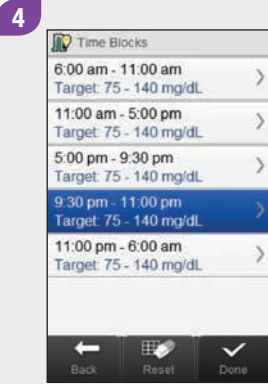 4
Time Blocks
6:00 am - 11:00 am
Target: 75 - 140 mg/dL
11:00 am - 5:00 pm
Target: 75 - 140 mg/dL
5:00 pm - 9:30 pm
Target: 75 - 140 mg/dL
9:30 pm - 11:00 pm
Target: 75 - 140 mg/dL
11:00 pm - 6:00 am
Target: 75 - 140 mg/dL
Back Reset Done